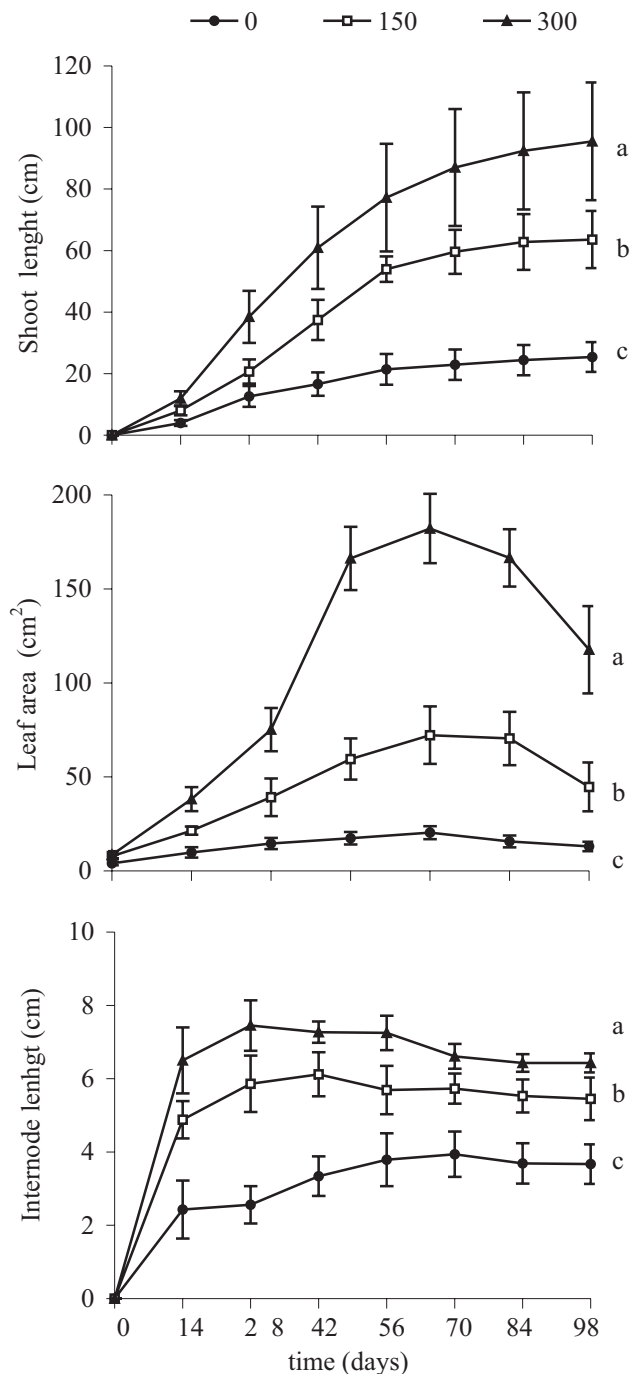 0 150 300
120
100
80
60
40
20
0
Shoot lenght (cm)
a
b
c
200
150
100
50
0
Leaf area (cm²)
a
b
c
10
8
6
4
2
0
Internode lenhgt (cm)
a
b
c
0 14 2 8 42 56 70 84 98
time (days)